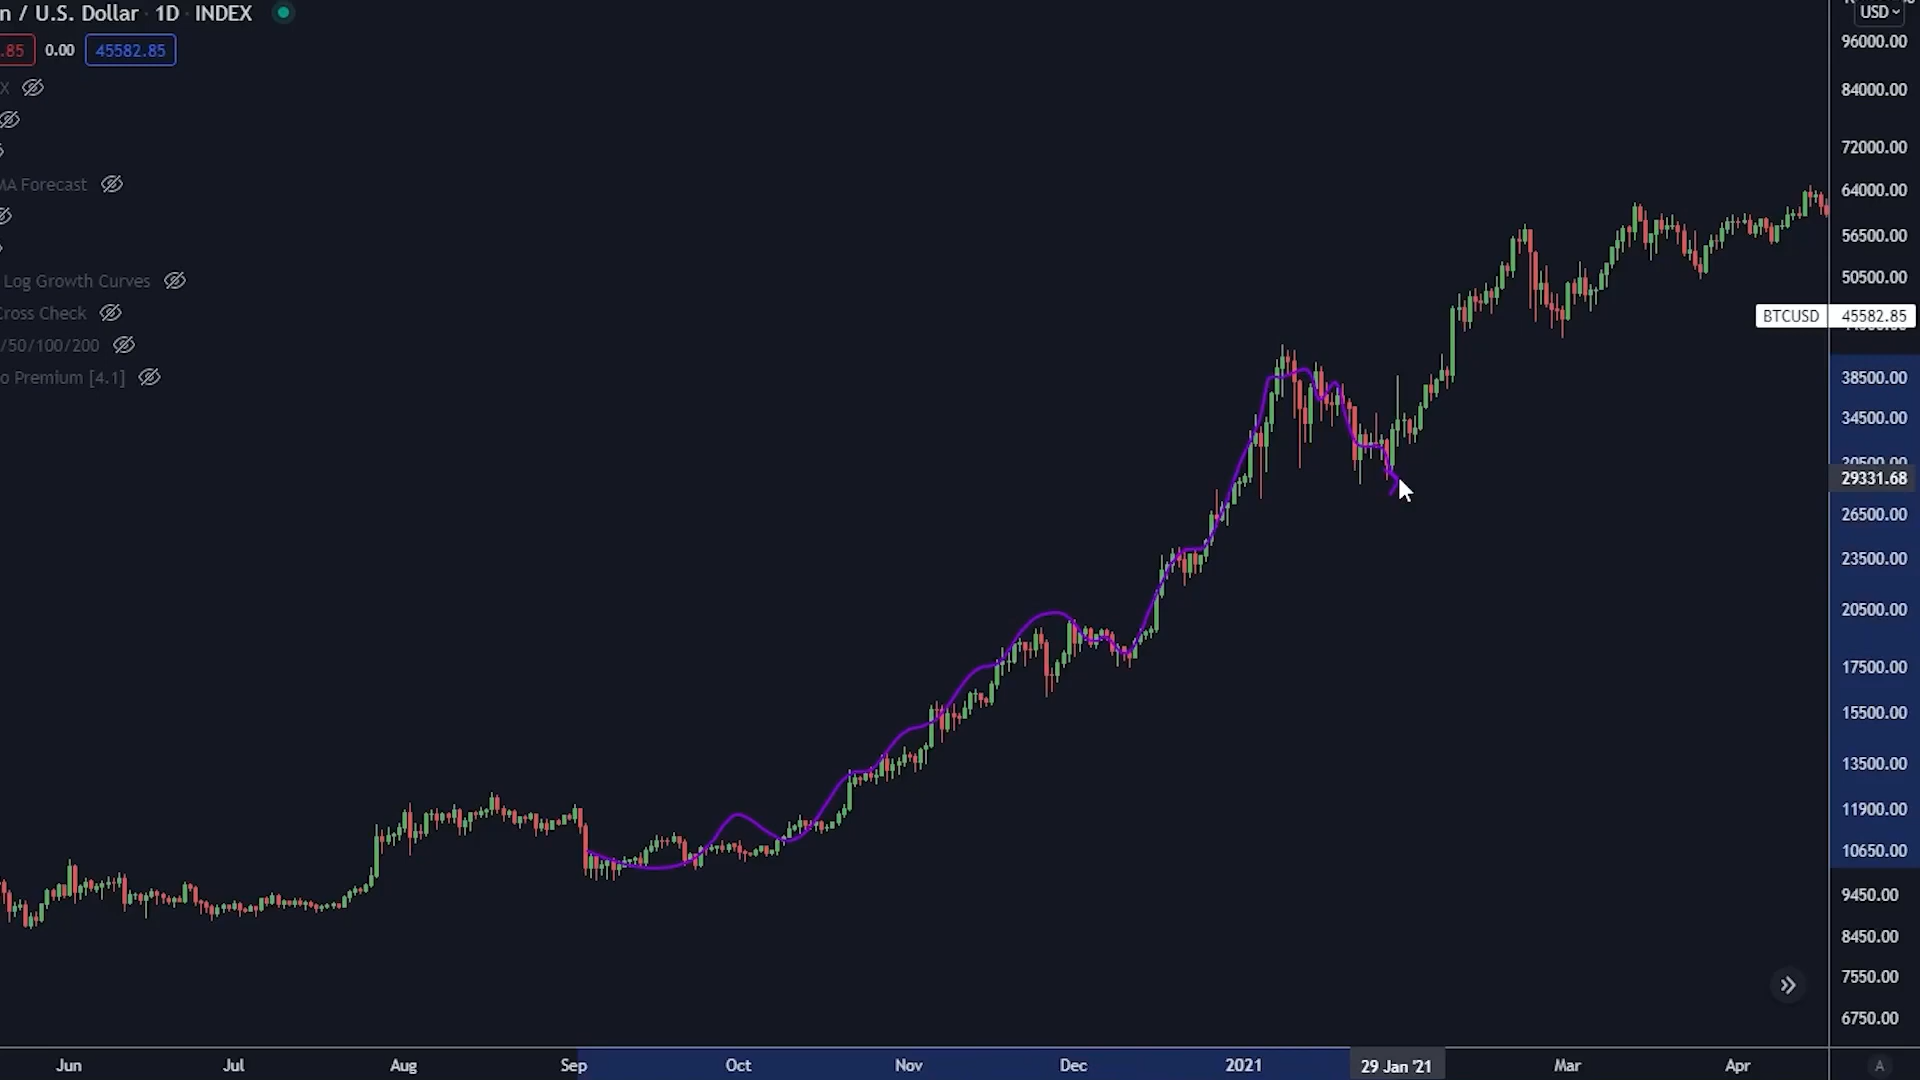 n / U.S. Dollar · 1D · INDEX
.85 0.00 45582.85
X
MA Forecast
Log Growth Curves
Cross Check
/50/100/200
o Premium [4.1]
USD
96000.00
84000.00
72000.00
64000.00
56500.00
50500.00
BTCUSD 45582.85
38500.00
34500.00
30500.00
29331.68
26500.00
23500.00
20500.00
17500.00
15500.00
13500.00
11900.00
10650.00
9450.00
8450.00
7550.00
6750.00
Jun Jul Aug Sep Oct Nov Dec 2021 29 Jan '21 Mar Apr A